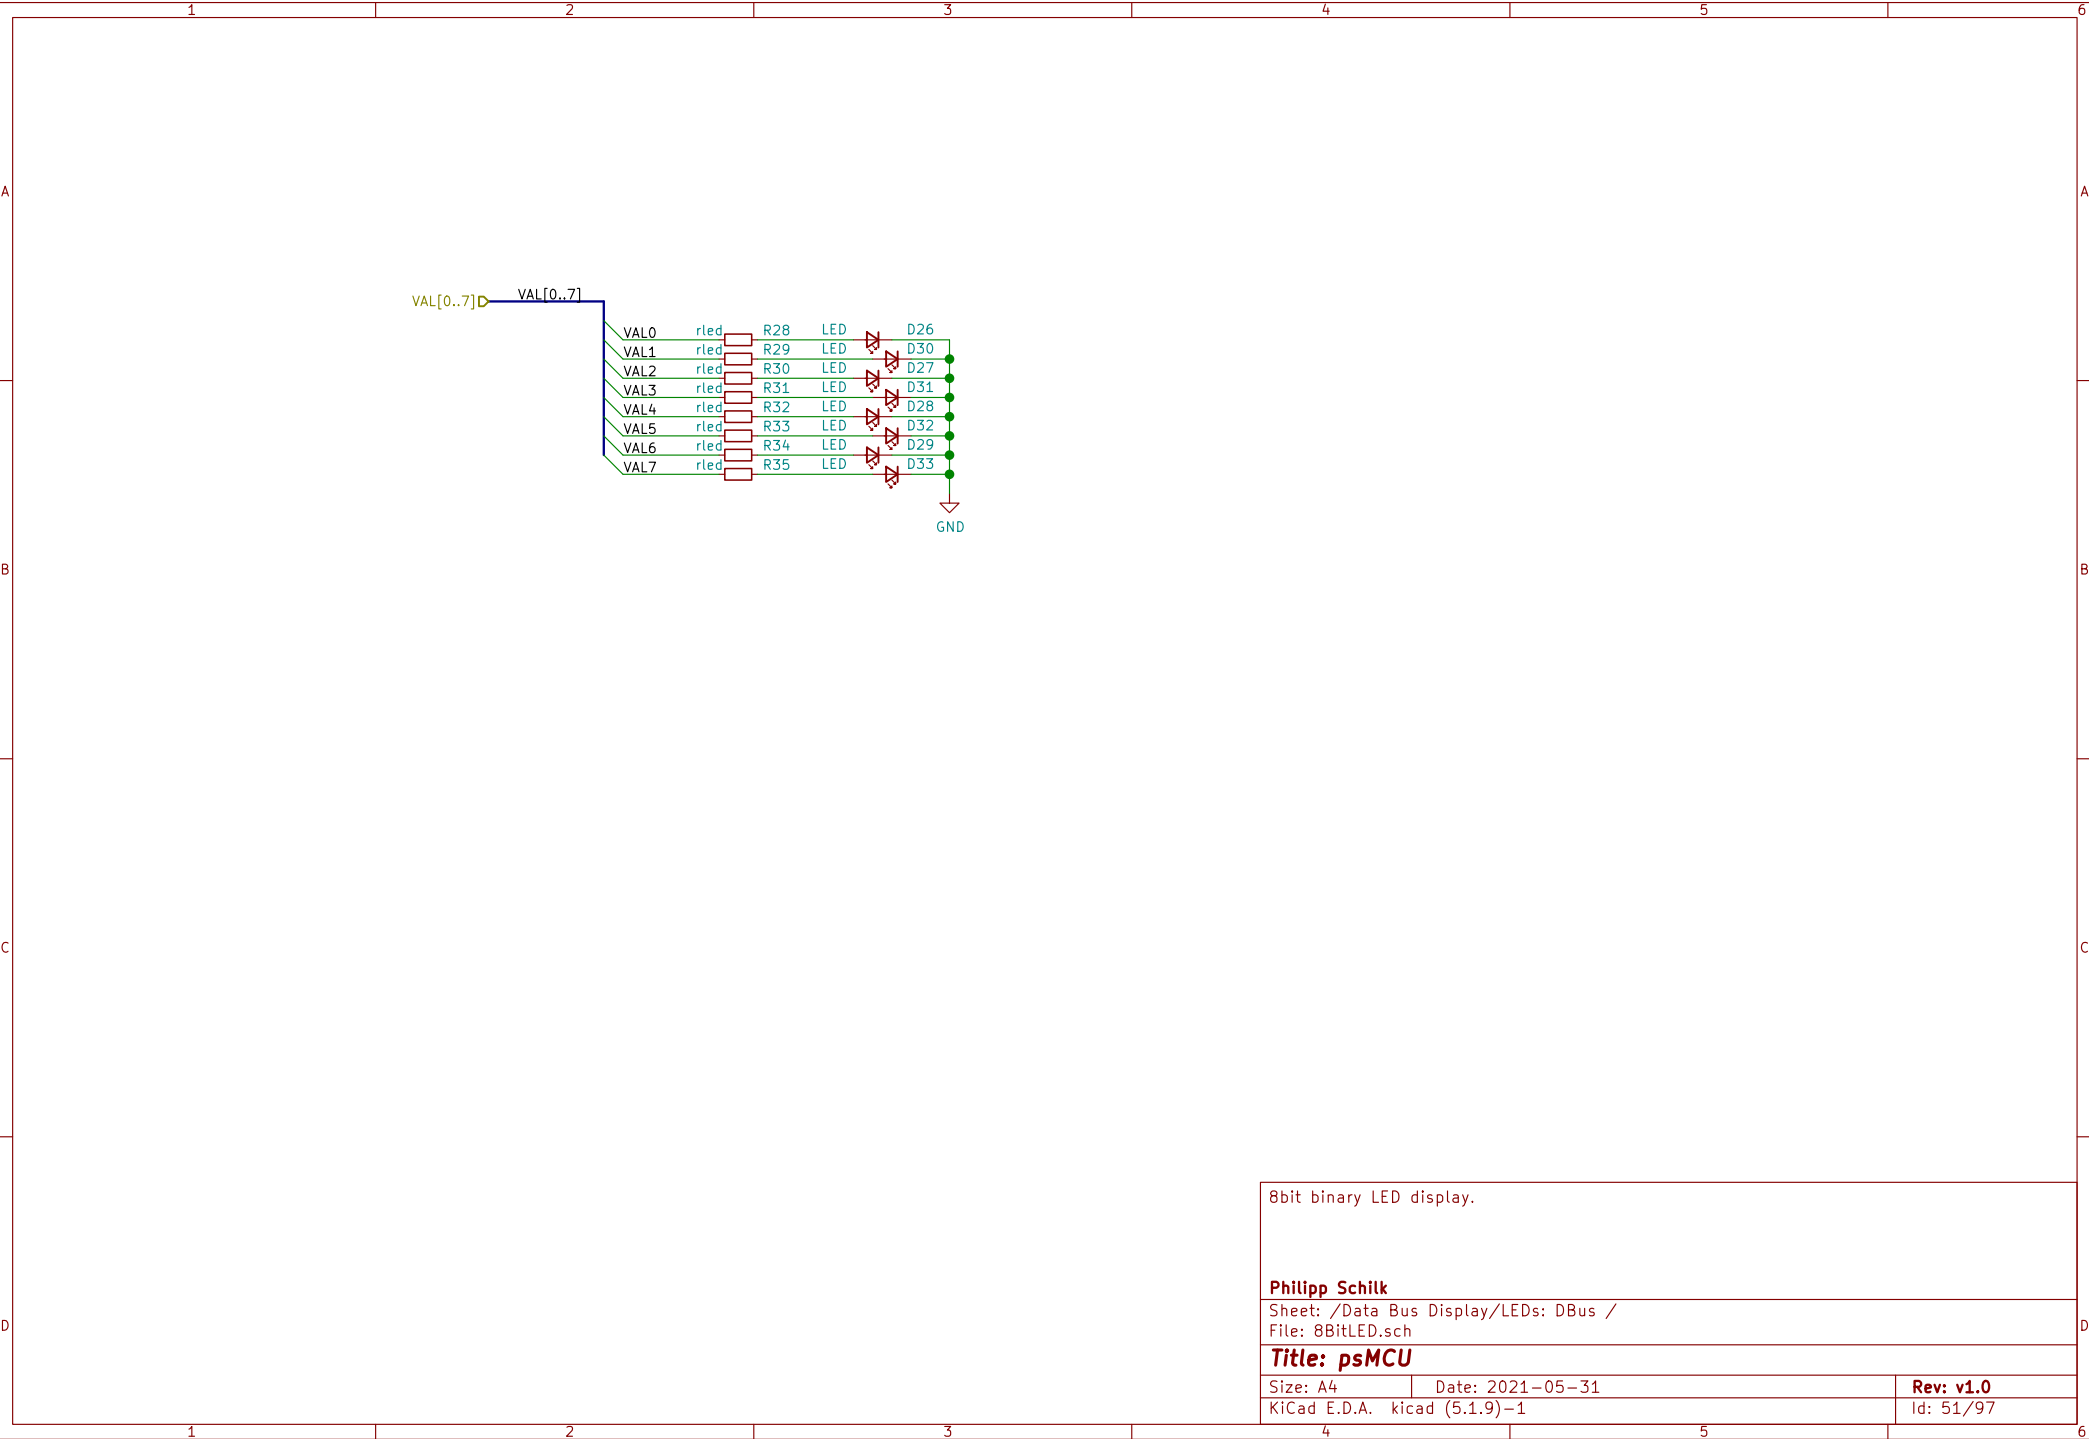 1 2 3 4 5 6
A A
VAL[0..7] VAL[0..7]
VAL0 rled R28 LED D26
VAL1 rled R29 LED D30
VAL2 rled R30 LED D27
VAL3 rled R31 LED D31
VAL4 rled R32 LED D28
VAL5 rled R33 LED D32
VAL6 rled R34 LED D29
VAL7 rled R35 LED D33
GND
B B
C C
8bit binary LED display.
Philipp Schilk
Sheet: /Data Bus Display/LEDs: DBus /
D D
File: 8BitLED.sch
Title: psMCU
Size: A4 Date: 2021-05-31 Rev: v1.0
KiCad E.D.A. kicad (5.1.9)-1 Id: 51/97
1 2 3 4 5 6